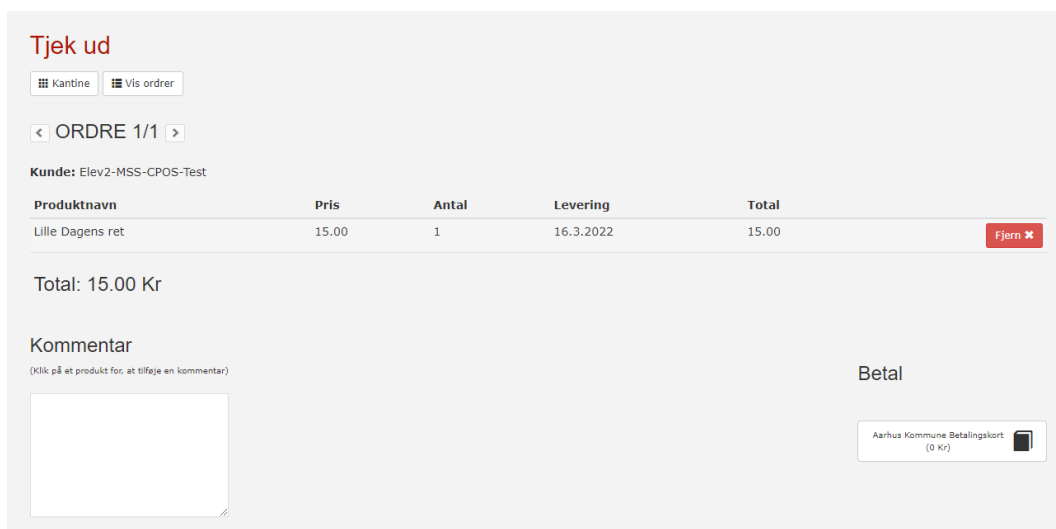 Tjek ud
Kantine Vis ordrer
< ORDRE 1/1 >
Kunde: Elev2-MSS-CPOS-Test
Produktnavn Pris Antal Levering Total
Lille Dagens ret 15.00 1 16.3.2022 15.00 Fjern ✖
Total: 15.00 Kr
Kommentar
(Klik på et produkt for. at tilføje en kommentar)
Betal
Aarhus Kommune Betalingskort
(0 Kr)